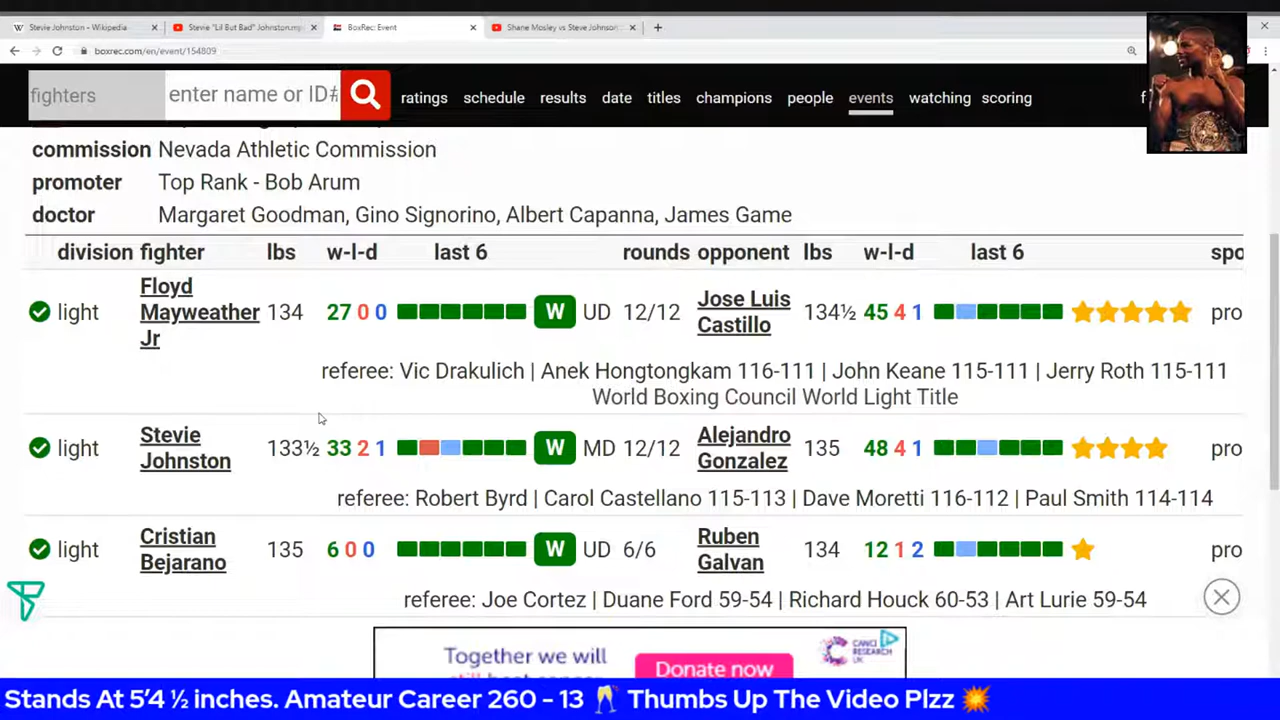 Stevie Johnston - Wikipedia
Stevie "Lil But Bad" Johnston.mp
BoxRec: Event
Shane Mosley vs Steve Johnson
boxrec.com/en/event/154809
fighters enter name or ID# ratings schedule results date titles champions people events watching scoring f
commission Nevada Athletic Commission
promoter Top Rank - Bob Arum
doctor Margaret Goodman, Gino Signorino, Albert Capanna, James Game
division fighter lbs w-l-d last 6 rounds opponent lbs w-l-d last 6 spo
light Floyd Mayweather Jr 134 27 0 0 W UD 12/12 Jose Luis Castillo 134½ 45 4 1 pro
referee: Vic Drakulich | Anek Hongtongkam 116-111 | John Keane 115-111 | Jerry Roth 115-111
World Boxing Council World Light Title
light Stevie Johnston 133½ 33 2 1 W MD 12/12 Alejandro Gonzalez 135 48 4 1 pro
referee: Robert Byrd | Carol Castellano 115-113 | Dave Moretti 116-112 | Paul Smith 114-114
light Cristian Bejarano 135 6 0 0 W UD 6/6 Ruben Galvan 134 12 1 2 pro
referee: Joe Cortez | Duane Ford 59-54 | Richard Houck 60-53 | Art Lurie 59-54
Together we will
Donate now
Stands At 5'4 ½ inches. Amateur Career 260 - 13 🥂 Thumbs Up The Video Plzz 💥